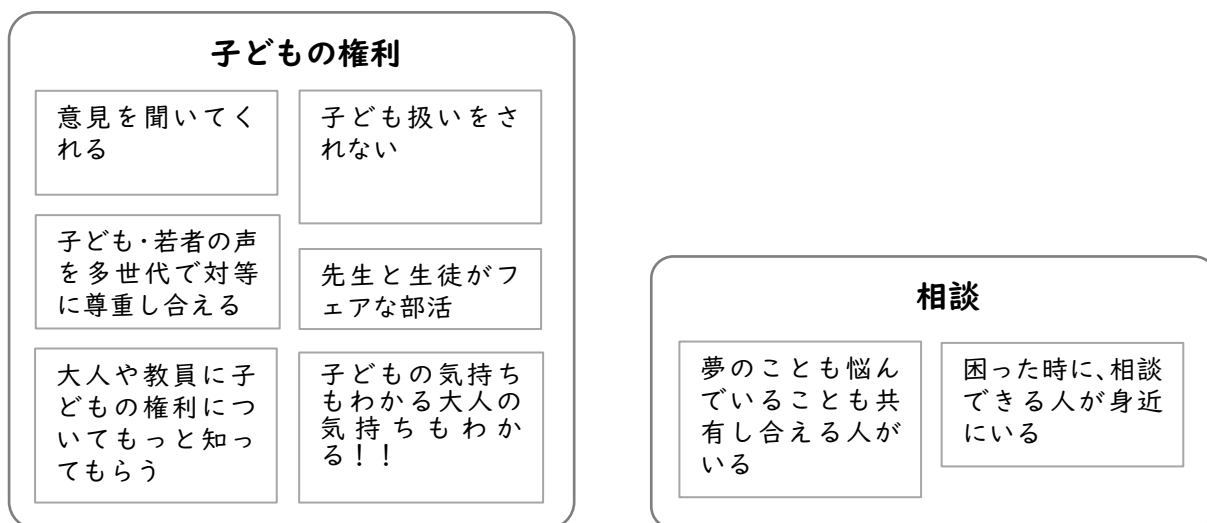 子どもの権利
意見を聞いてく
れる
子ども扱いをさ
れない
子ども・若者の声
を多世代で対等
に尊重し合える
先生と生徒がフ
ェアな部活
大人や教員に子
どもの権利につ
いてもっと知っ
てもらう
子どもの気持ち
もわかる大人の
気持ちもわか
る！！
相談
夢のことも悩ん
でいることも共
有し合える人が
いる
困った時に、相談
できる人が身近
にいる